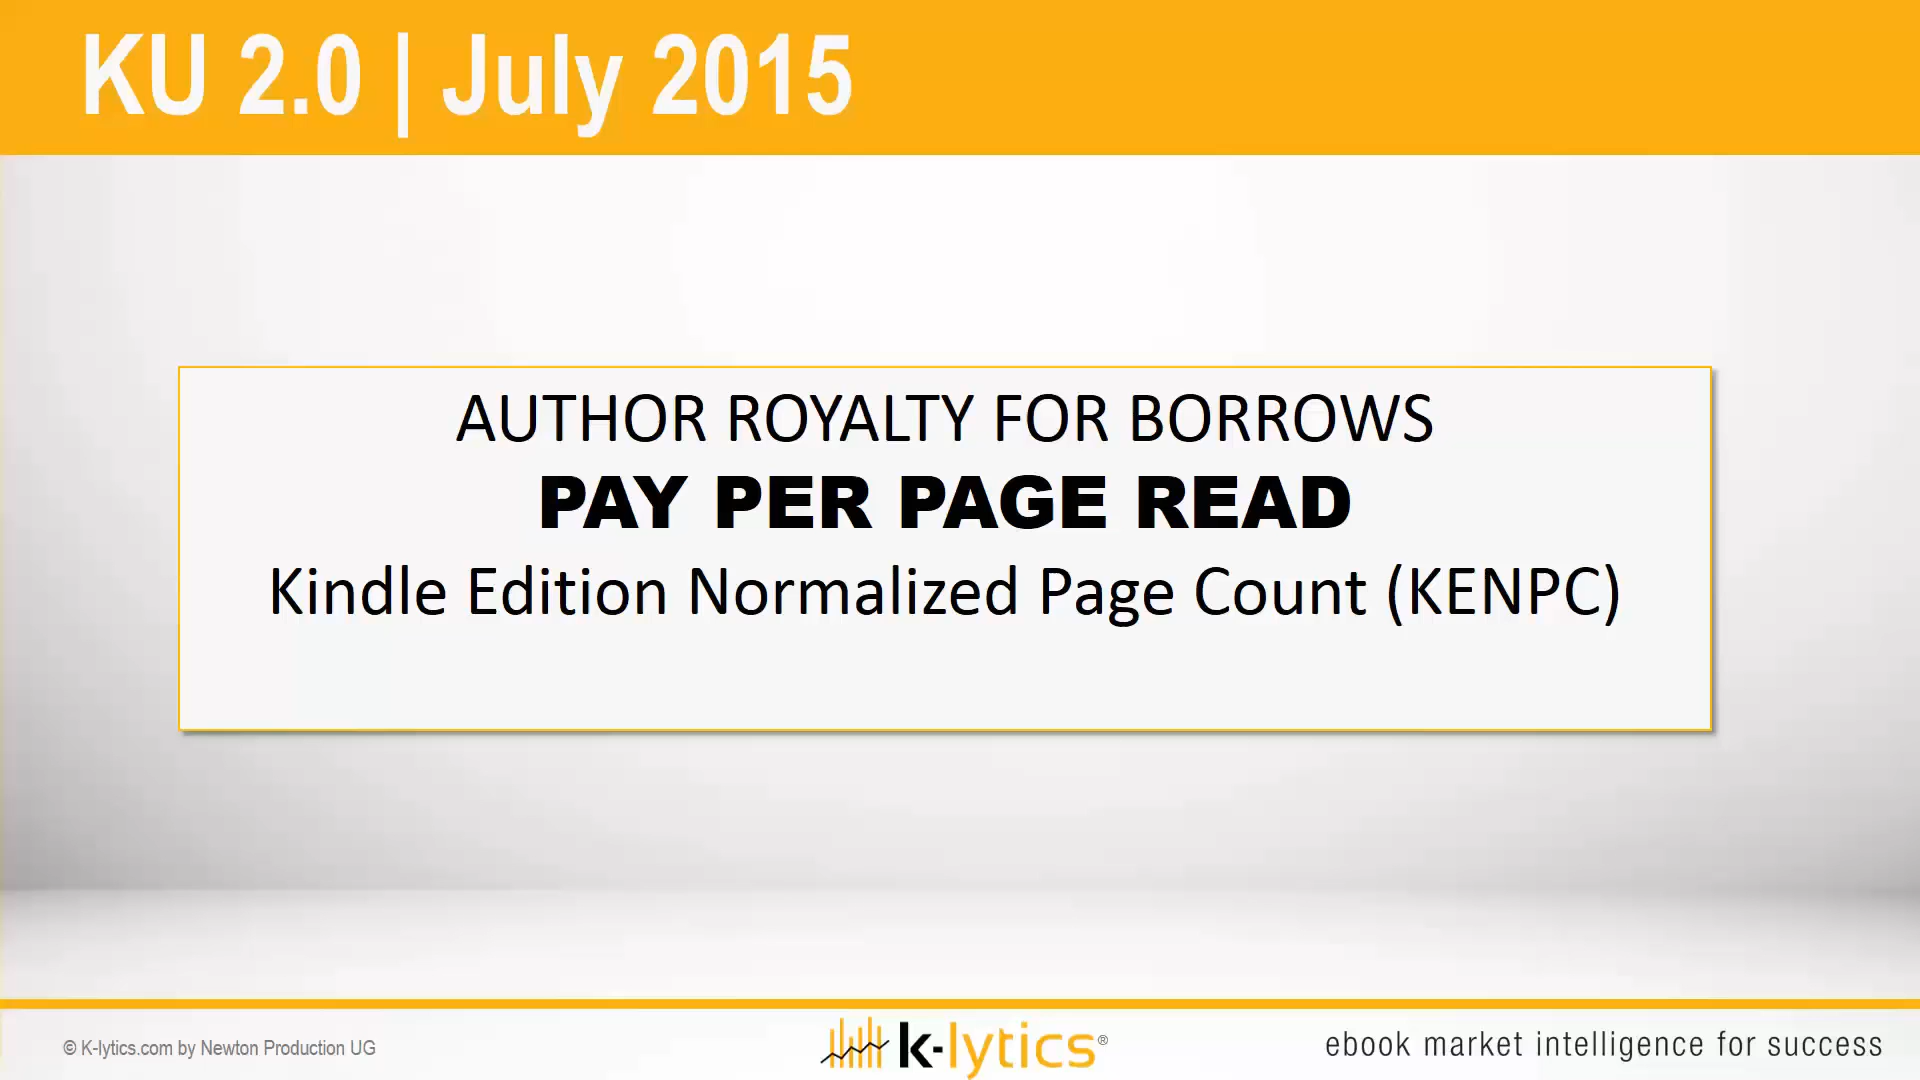 KU 2.0 | July 2015
AUTHOR ROYALTY FOR BORROWS
PAY PER PAGE READ
Kindle Edition Normalized Page Count (KENPC)
© K-lytics.com by Newton Production UG
k-lytics®
ebook market intelligence for success